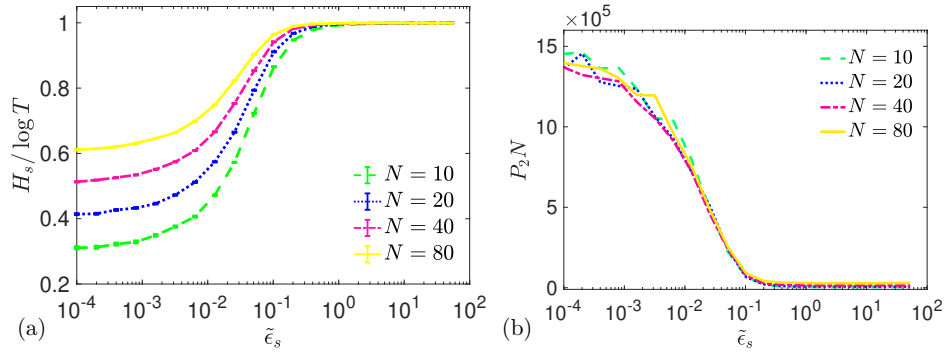 H_s/ log T
1
0.8
0.6
0.4
0.2
N = 10
N = 20
N = 40
N = 80
10^-4 10^-3 10^-2 10^-1 10^0 10^1 10^2
ϵ̃_s
(a)
×10^5
P_2N
15
10
5
0
N = 10
N = 20
N = 40
N = 80
10^-4 10^-3 10^-2 10^-1 10^0 10^1 10^2
ϵ̃_s
(b)